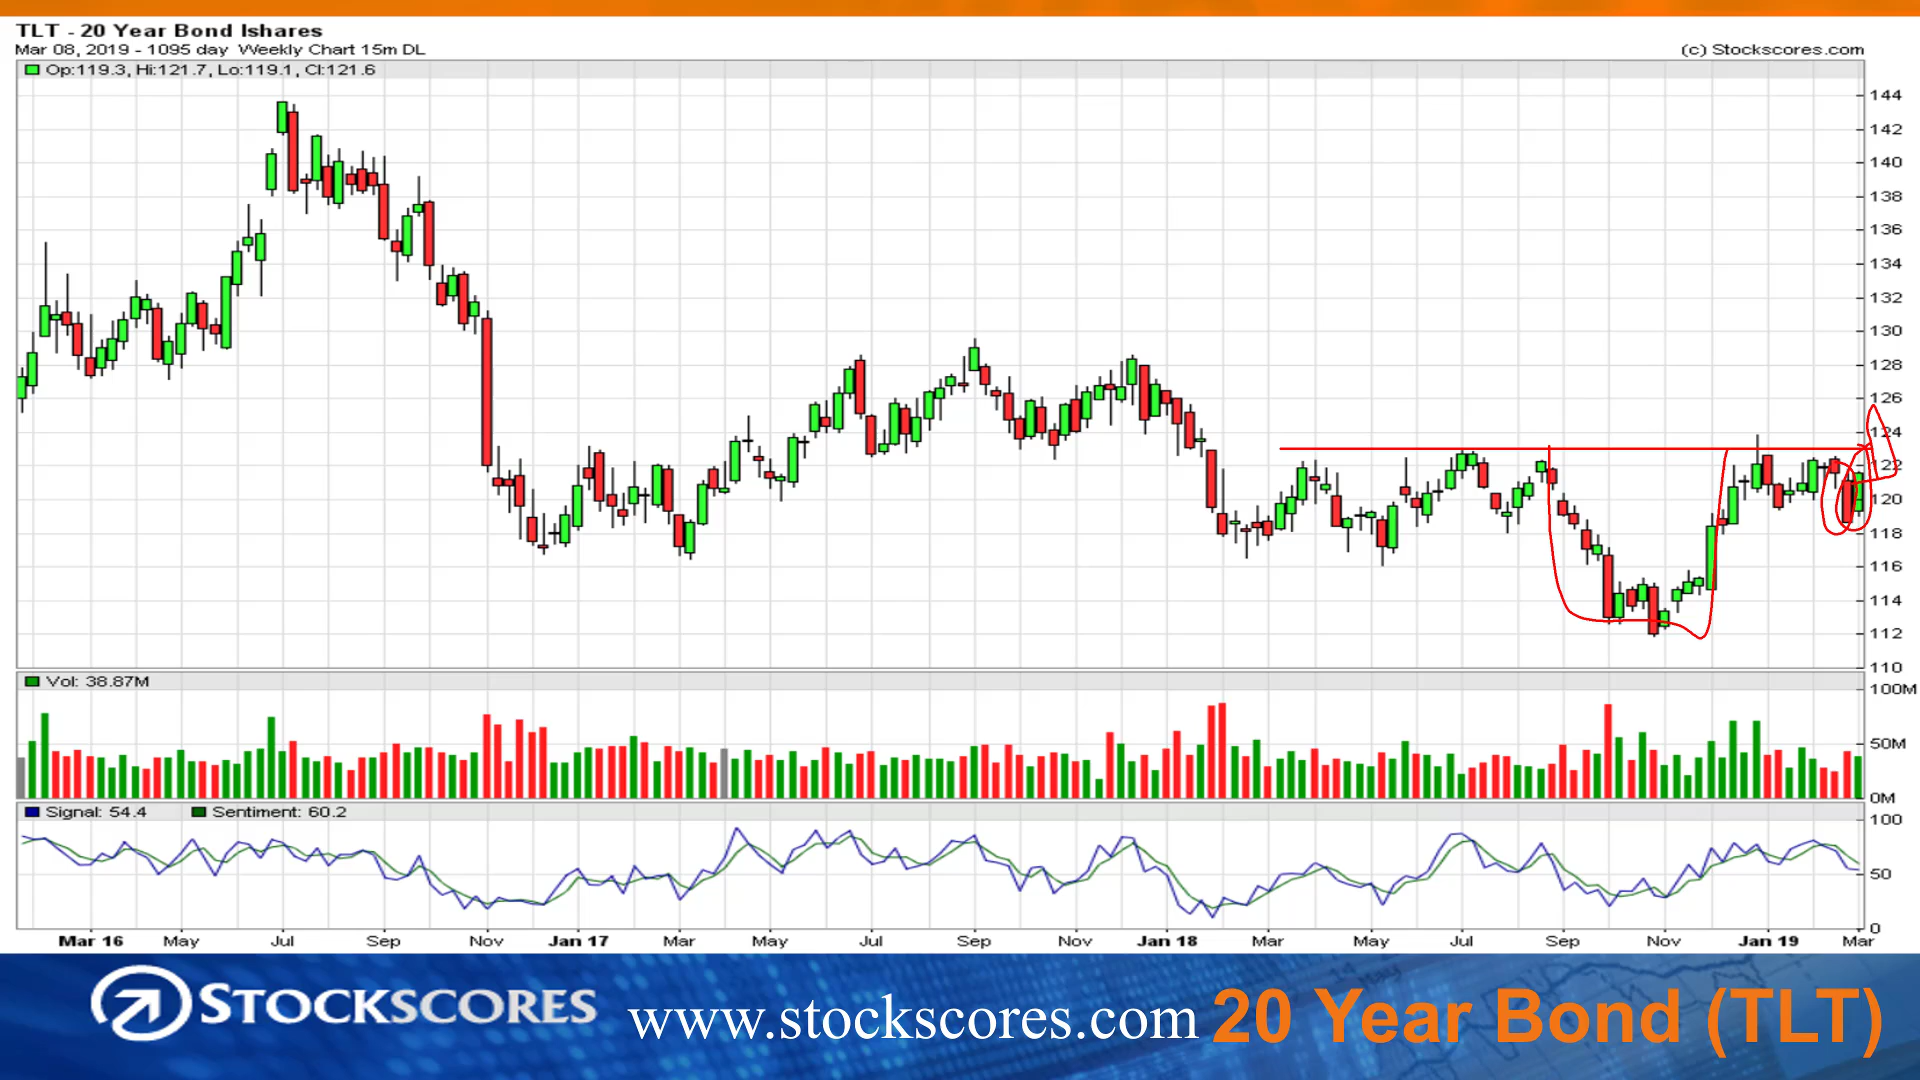 TLT - 20 Year Bond Ishares
Mar 08, 2019 - 1095 day Weekly Chart 15m DL
(c) Stockscores.com
Op:119.3, Hi:121.7, Lo:119.1, Cl:121.6
144
142
140
138
136
134
132
130
128
126
124
122
120
118
116
114
112
110
Vol: 38.87M
100M
50M
0M
Signal: 54.4 Sentiment: 60.2
100
50
0
Mar 16 May Jul Sep Nov Jan 17 Mar May Jul Sep Nov Jan 18 Mar May Jul Sep Nov Jan 19 Mar
STOCKSCORES www.stockscores.com 20 Year Bond (TLT)